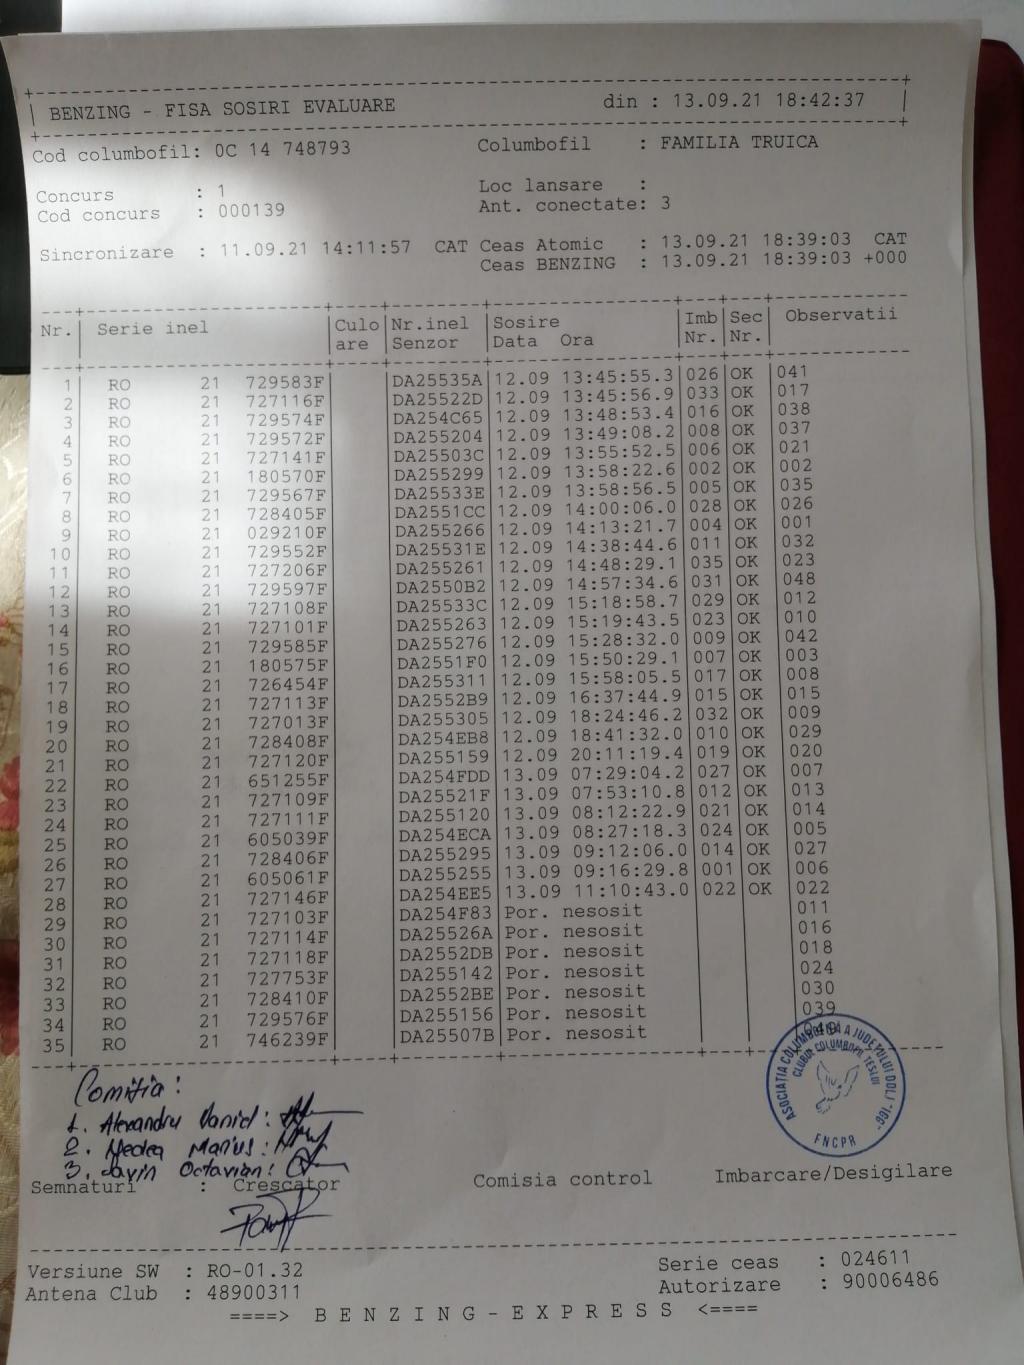 BENZING - FISA SOSIRI EVALUARE din : 13.09.21 18:42:37
Cod columbofil: 0C 14 748793 Columbofil : FAMILIA TRUICA
Concurs : 1 Loc lansare :
Cod concurs : 000139 Ant. conectate: 3
Sincronizare : 11.09.21 14:11:57 CAT Ceas Atomic : 13.09.21 18:39:03 CAT
Ceas BENZING : 13.09.21 18:39:03 +000
Nr. Serie inel Culo Nr.inel Sosire Imb Sec Observatii
are Senzor Data Ora Nr. Nr.
1 RO 21 729583F DA25535A 12.09 13:45:55.3 026 OK 041
2 RO 21 727116F DA25522D 12.09 13:45:56.9 033 OK 017
3 RO 21 729574F DA254C65 12.09 13:48:53.4 016 OK 038
4 RO 21 729572F DA255204 12.09 13:49:08.2 008 OK 037
5 RO 21 727141F DA25503C 12.09 13:55:52.5 006 OK 021
6 RO 21 180570F DA255299 12.09 13:58:22.6 002 OK 002
7 RO 21 729567F DA25533E 12.09 13:58:56.5 005 OK 035
8 RO 21 728405F DA2551CC 12.09 14:00:06.0 028 OK 026
9 RO 21 029210F DA255266 12.09 14:13:21.7 004 OK 001
10 RO 21 729552F DA25531E 12.09 14:38:44.6 011 OK 032
11 RO 21 727206F DA255261 12.09 14:48:29.1 035 OK 023
12 RO 21 729597F DA2550B2 12.09 14:57:34.6 031 OK 048
13 RO 21 727108F DA25533C 12.09 15:18:58.7 029 OK 012
14 RO 21 727101F DA255263 12.09 15:19:43.5 023 OK 010
15 RO 21 729585F DA255276 12.09 15:28:32.0 009 OK 042
16 RO 21 180575F DA2551F0 12.09 15:50:29.1 007 OK 003
17 RO 21 726454F DA255311 12.09 15:58:05.5 017 OK 008
18 RO 21 727113F DA2552B9 12.09 16:37:44.9 015 OK 015
19 RO 21 727013F DA255305 12.09 18:24:46.2 032 OK 009
20 RO 21 728408F DA254EB8 12.09 18:41:32.0 010 OK 029
21 RO 21 727120F DA255159 12.09 20:11:19.4 019 OK 020
22 RO 21 651255F DA254FDD 13.09 07:29:04.2 027 OK 007
23 RO 21 727109F DA25521F 13.09 07:53:10.8 012 OK 013
24 RO 21 727111F DA255120 13.09 08:12:22.9 021 OK 014
25 RO 21 605039F DA254ECA 13.09 08:27:18.3 024 OK 005
26 RO 21 728406F DA255295 13.09 09:12:06.0 014 OK 027
27 RO 21 605061F DA255255 13.09 09:16:29.8 001 OK 006
28 RO 21 727146F DA254EE5 13.09 11:10:43.0 022 OK 022
29 RO 21 727103F DA254F83 Por. nesosit 011
30 RO 21 727114F DA25526A Por. nesosit 016
31 RO 21 727118F DA2552DB Por. nesosit 018
32 RO 21 727753F DA255142 Por. nesosit 024
33 RO 21 728410F DA2552BE Por. nesosit 030
34 RO 21 729576F DA255156 Por. nesosit 039
35 RO 21 746239F DA25507B Por. nesosit 049
ASOCIATIA COLUMBOFILA A JUDETULUI DOLJ
CLUBUL COLUMBOFIL TESLUI
FNCPR
Comitia:
1. Alexandru Daniel:
2. Nedea Marius:
3. Savin Octavian:
Semnaturi : Crescator Comisia control Imbarcare/Desigilare
Versiune SW : RO-01.32 Serie ceas : 024611
Antena Club : 48900311 Autorizare : 90006486
====> B E N Z I N G - E X P R E S S <====